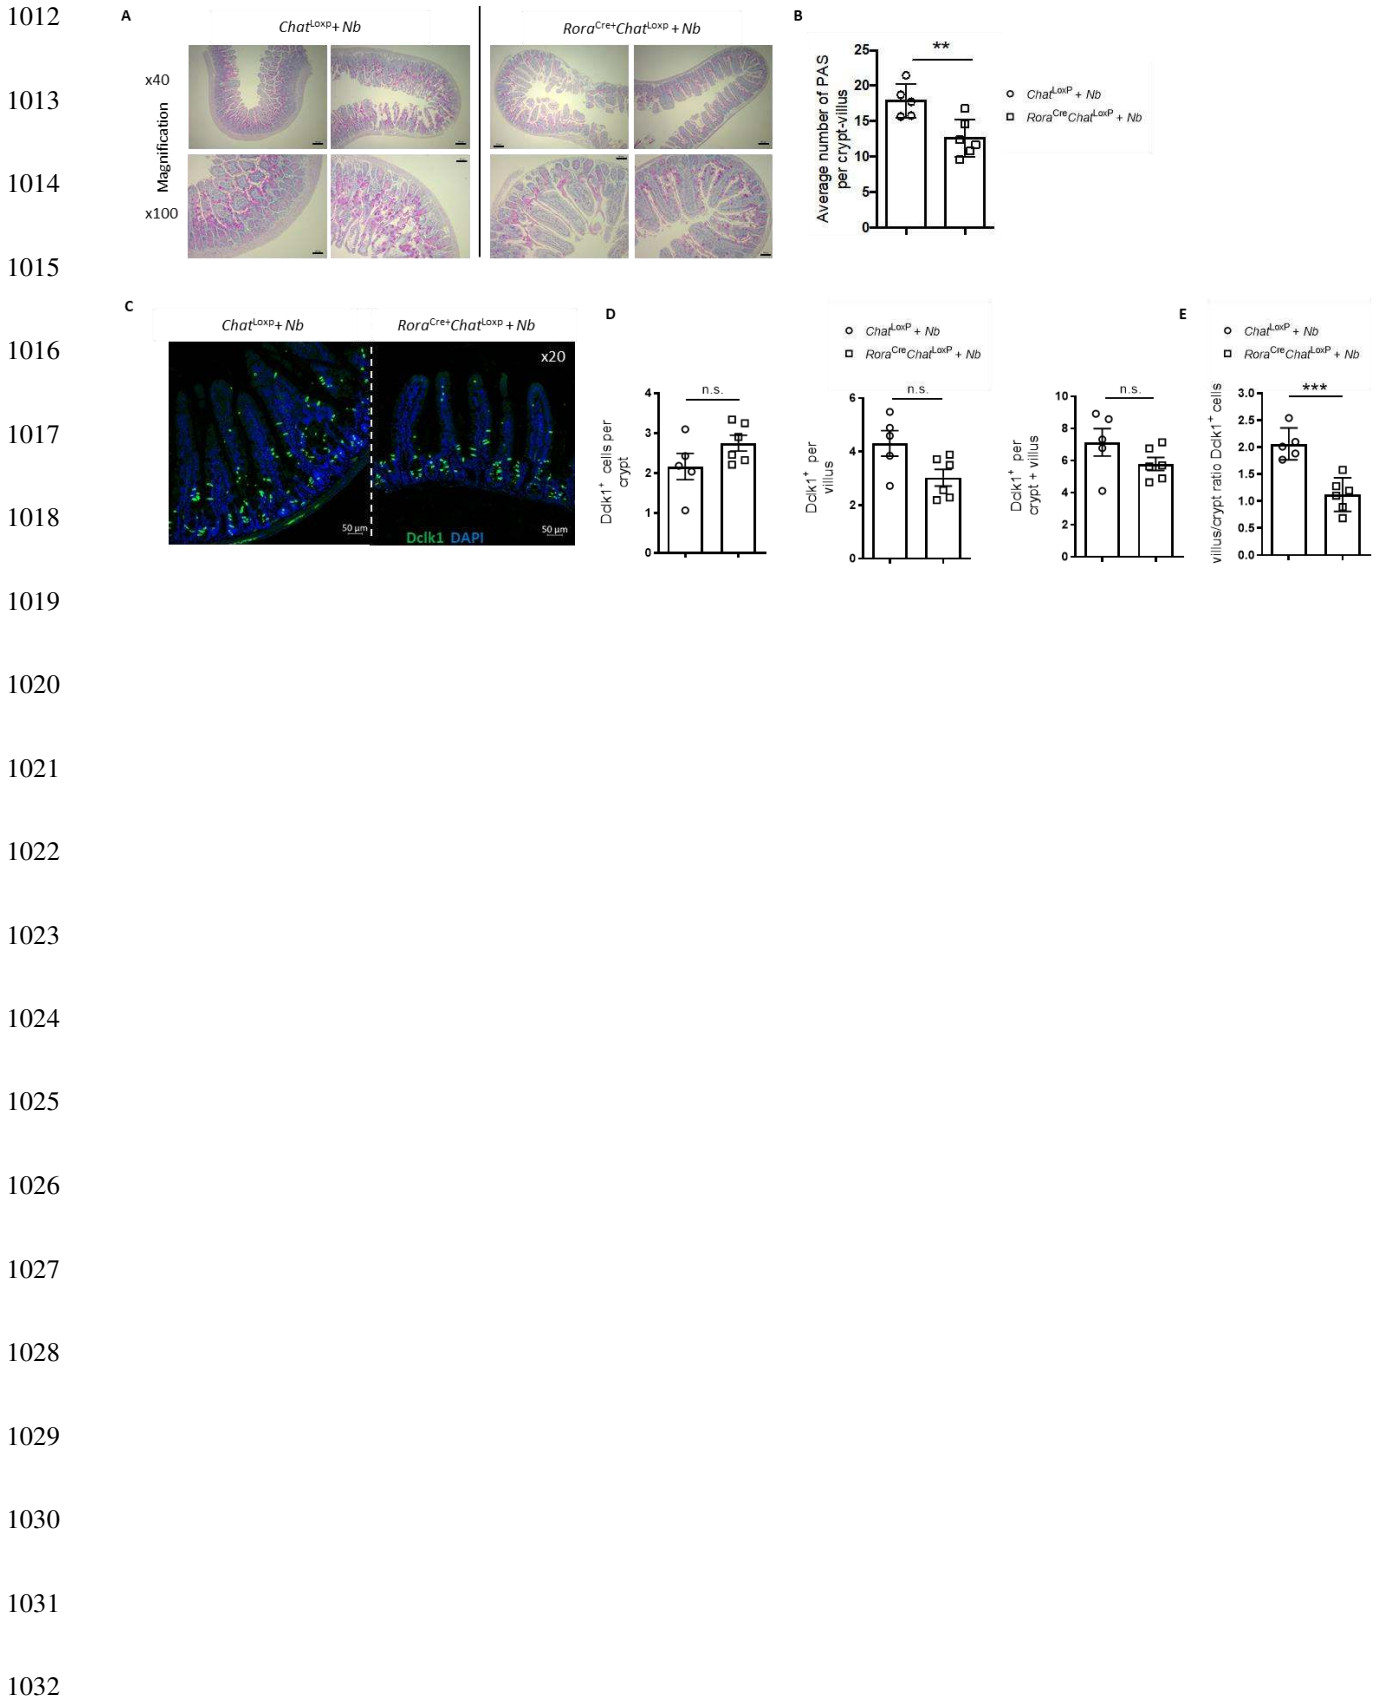 1012
A
Chat^Loxp + Nb
Rora^Cre+Chat^Loxp + Nb
B
x40
Magnification
x100
1013
1014
1015
Average number of PAS
per crypt-villus
25
20
15
10
5
0
**
Chat^LoxP + Nb
Rora^CreChat^LoxP + Nb
C
Chat^Loxp + Nb
Rora^Cre+Chat^Loxp + Nb
x20
50 µm
Dclk1 DAPI
50 µm
1016
1017
1018
D
Dclk1+ cells per
crypt
4
3
2
1
0
n.s.
Chat^LoxP + Nb
Rora^CreChat^LoxP + Nb
Dclk1+ per
villus
6
4
2
0
n.s.
Dclk1+ per
crypt + villus
10
8
6
4
2
0
n.s.
E
Chat^LoxP + Nb
Rora^CreChat^LoxP + Nb
villus/crypt ratio Dclk1+ cells
3.0
2.5
2.0
1.5
1.0
0.5
0.0
***
1019
1020
1021
1022
1023
1024
1025
1026
1027
1028
1029
1030
1031
1032